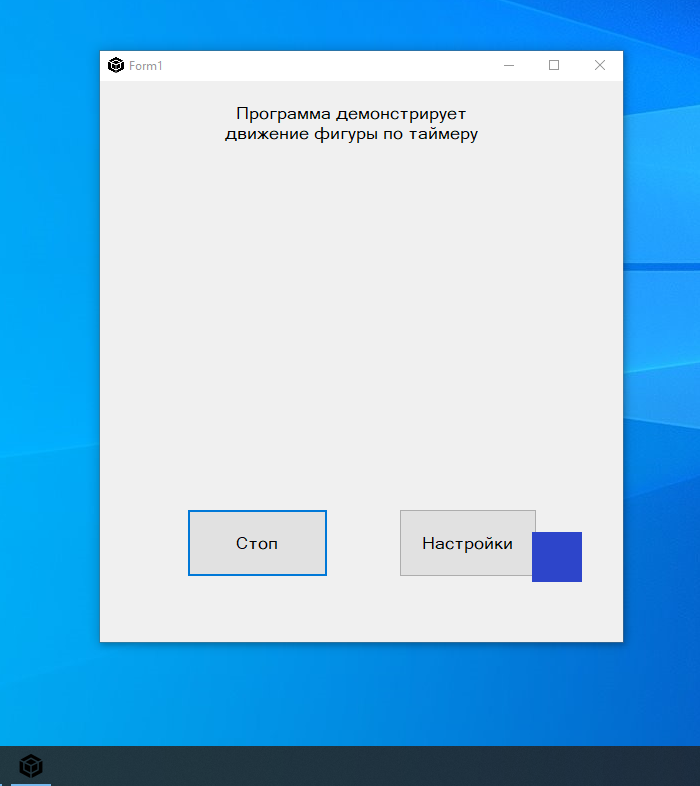 Form1
Программа демонстрирует
движение фигуры по таймеру
Стоп
Настройки